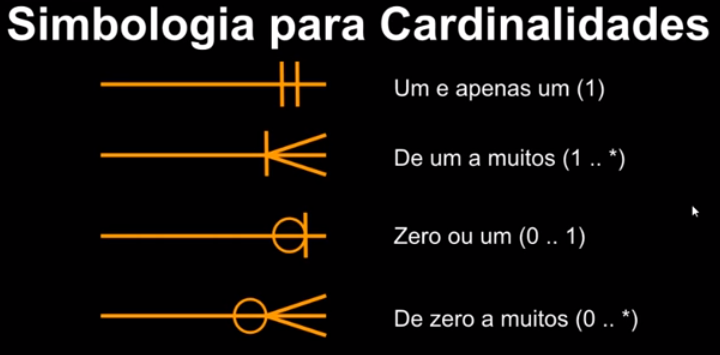 Simbologia para Cardinalidades
Um e apenas um (1)
De um a muitos (1 .. *)
Zero ou um (0 .. 1)
De zero a muitos (0 .. *)